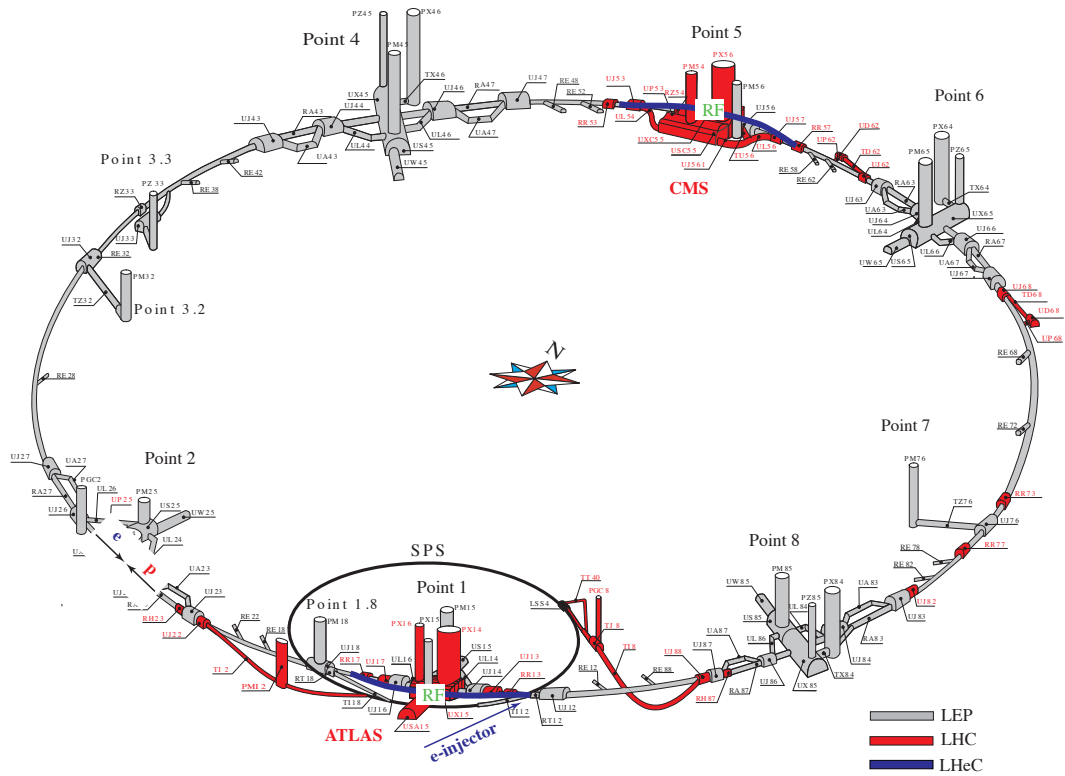 PZ45
PX46
Point 4
PM45
TX46
UX45
UJ46
RA47
UJ47
RE48
RE52
UJ44
RA43
UJ43
UA43
UL44
UL46
UA47
US45
UW45
RE42
RE38
Point 3.3
PZ33
RZ33
UJ33
UJ32
RE32
PM32
TZ32
Point 3.2
RE28
Point 5
PX56
PM54
UJ53
UP53
RZ54
PM56
RF
UJ56
UJ57
RR53
UL54
RR57
UXC55
USC55
UL56
TU56
UJ561
CMS
UP62
UD62
TD62
UJ62
RE58
RE62
Point 6
PX64
PM65
PZ65
RA63
TX64
UJ63
UA63
UJ64
UL64
UX65
UJ66
RA67
UL66
UW65
US65
UA67
UJ67
UJ68
TD68
UD68
UP68
RE68
RE72
N
Point 7
PM76
TZ76
RR73
UJ76
RR77
RE78
RE82
UJ82
UJ83
Point 8
PM85
UW85
PX84
UA83
PZ85
UL84
US85
UL86
UA87
UJ87
UJ88
RA83
UJ84
TX84
UX85
UJ86
RA87
RH87
RE88
RE12
UJ27
UA27
PGC2
Point 2
UL26
UP25
PM25
US25
UW25
RA27
UJ26
e
UL24
p
UA23
UJ23
RH23
UJ22
RE22
RE18
TI2
PMI2
SPS
Point 1
Point 1.8
PM18
PM15
PX16
PX15
PX14
UJ18
RR17
UJ17
UL16
US15
UL14
UJ14
UJ13
RR13
RT18
TI18
UJ16
RF
UX15
USA15
ATLAS
TI12
RT12
UJ12
e-injector
LSS4
TT40
PGC8
TJ8
TI8
LEP
LHC
LHeC